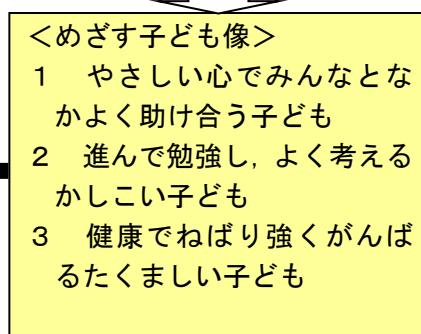 ＜めざす子ども像＞
１　やさしい心でみんなとな
かよく助け合う子ども
２　進んで勉強し，よく考える
かしこい子ども
３　健康でねばり強くがんば
るたくましい子ども